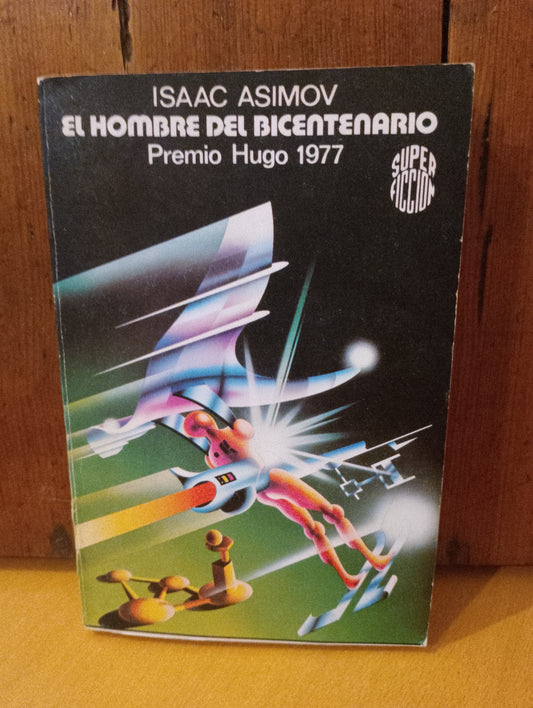 ISAAC ASIMOV
EL HOMBRE DEL BICENTENARIO
Premio Hugo 1977
SUPER
FICCION